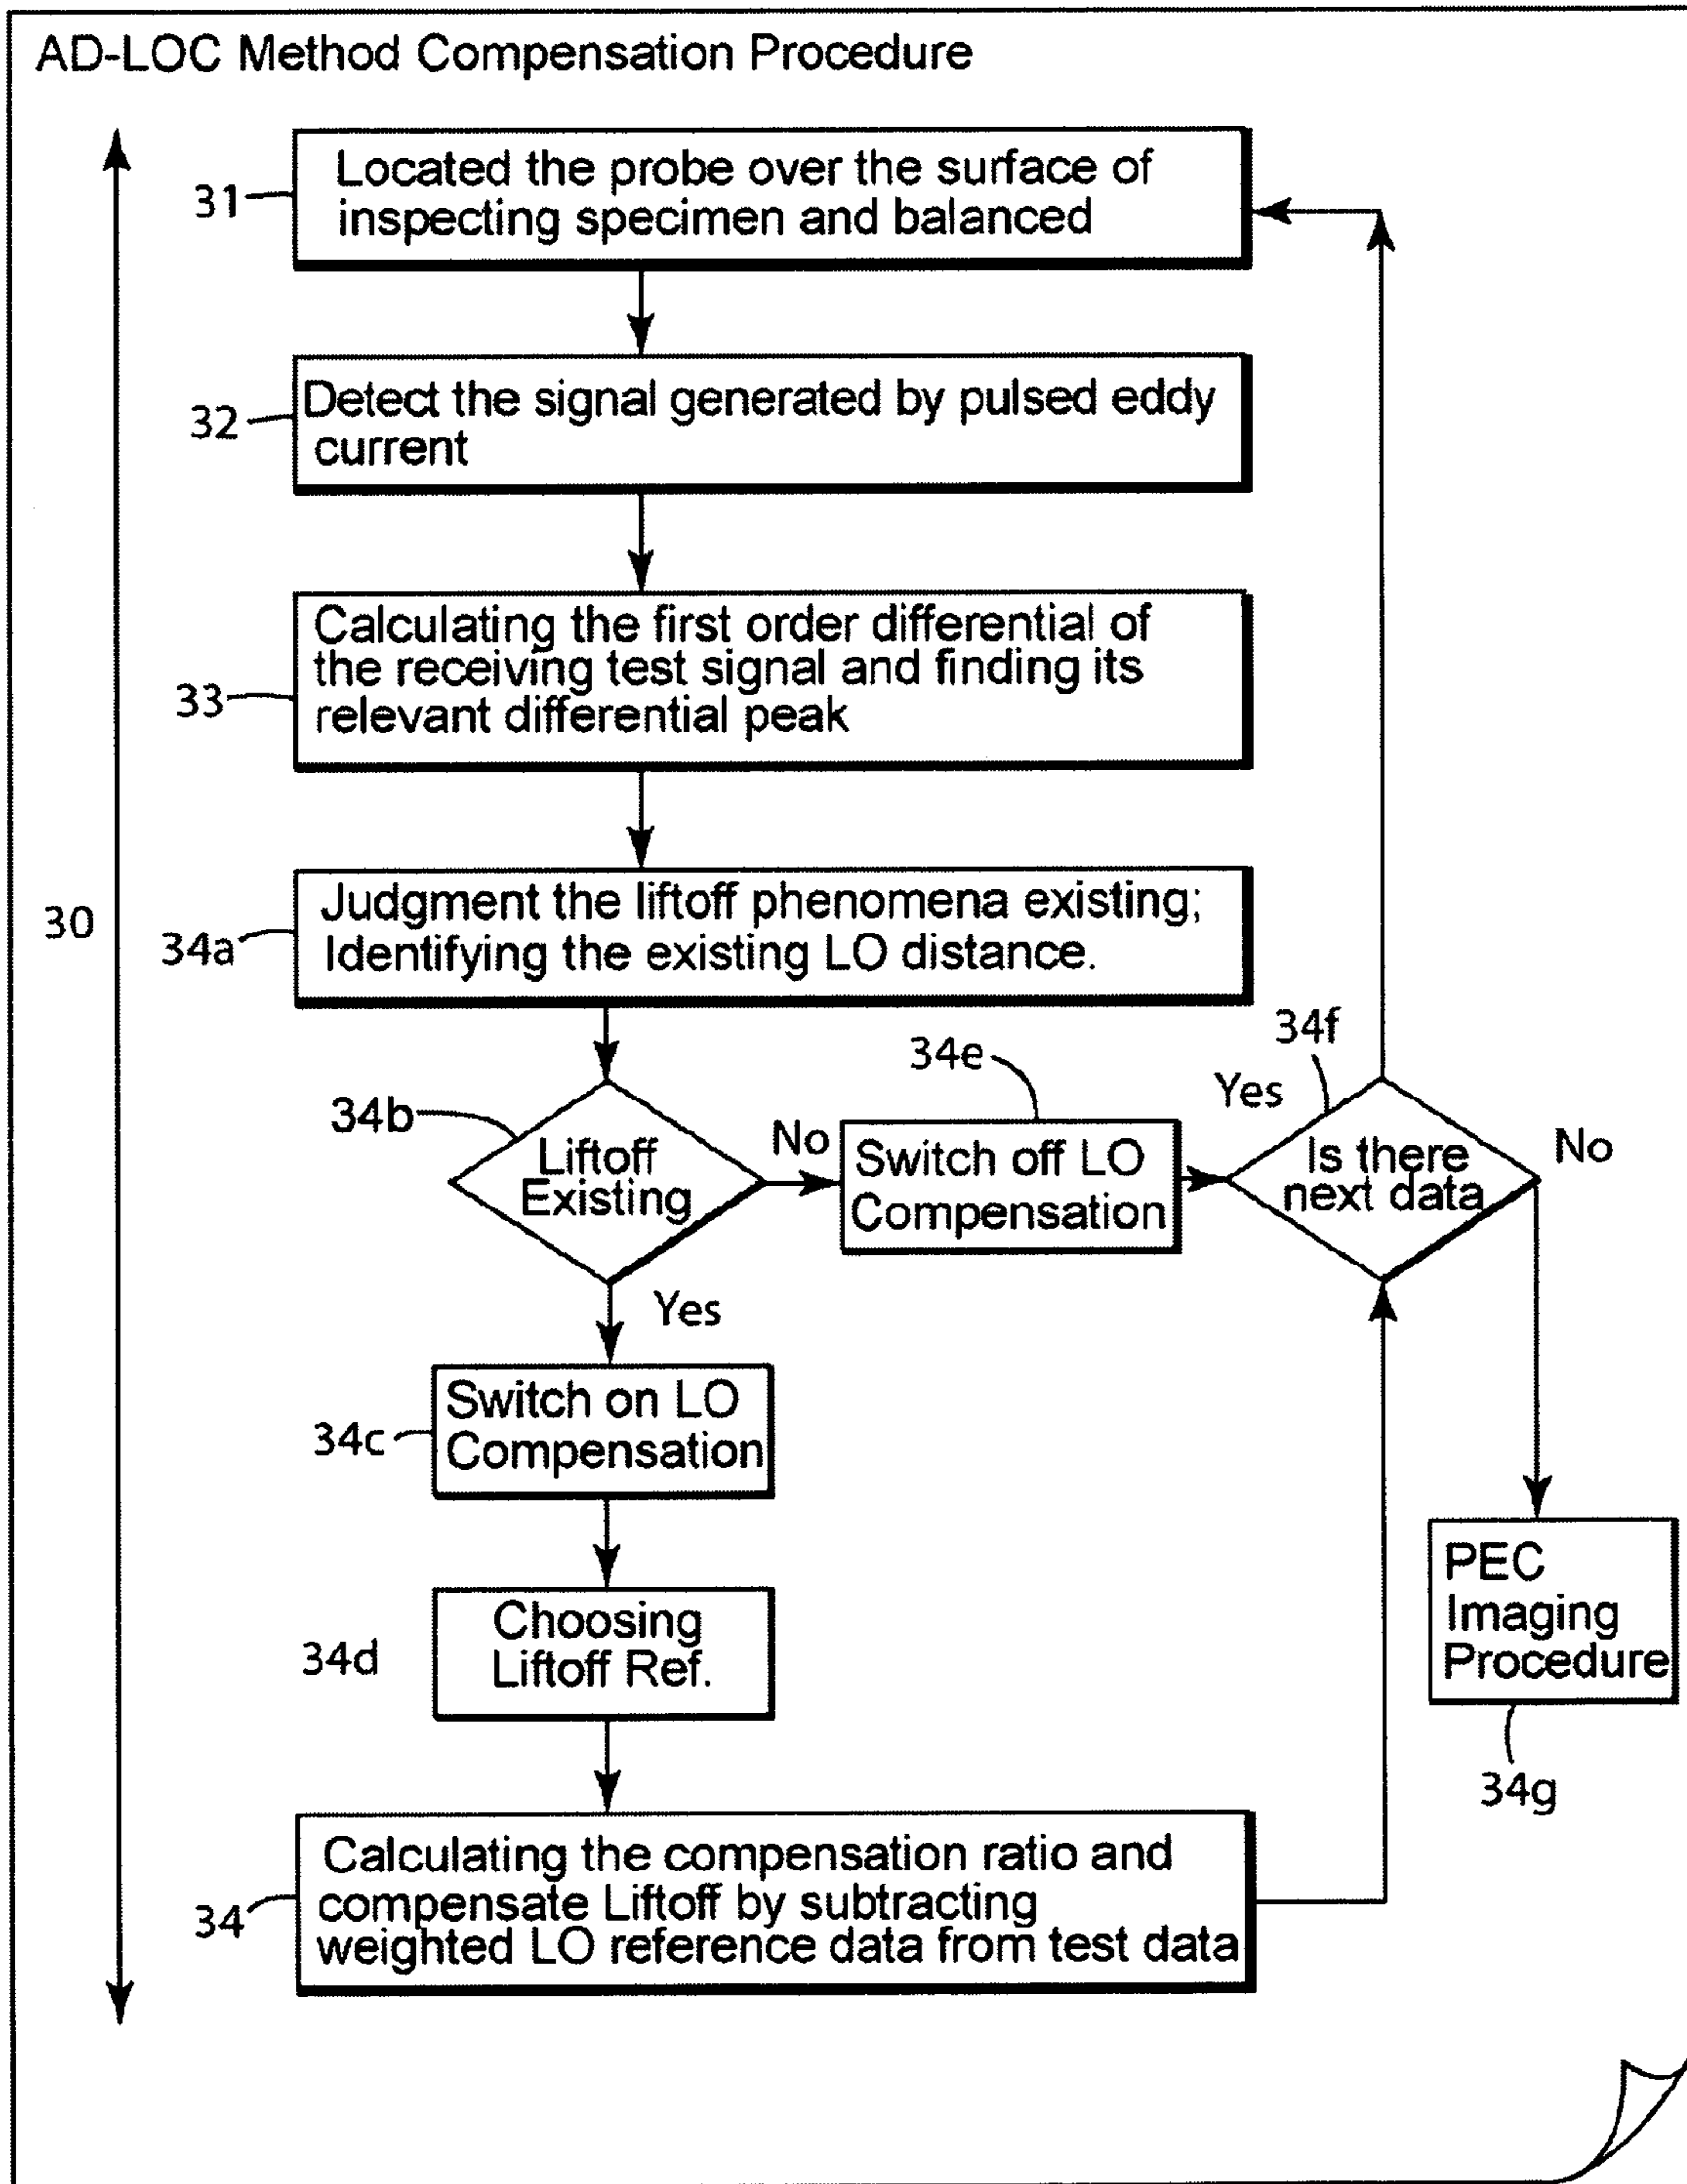 AD-LOC Method Compensation Procedure
31
Located the probe over the surface of
inspecting specimen and balanced
32
Detect the signal generated by pulsed eddy
current
33
Calculating the first order differential of
the receiving test signal and finding its
relevant differential peak
30
34a
Judgment the liftoff phenomena existing;
Identifying the existing LO distance.
34b
Liftoff
Existing
No
34e
Switch off LO
Compensation
34f
Yes
Is there
next data
No
Yes
34c
Switch on LO
Compensation
34d
Choosing
Liftoff Ref.
PEC
Imaging
Procedure
34g
34
Calculating the compensation ratio and
compensate Liftoff by subtracting
weighted LO reference data from test data